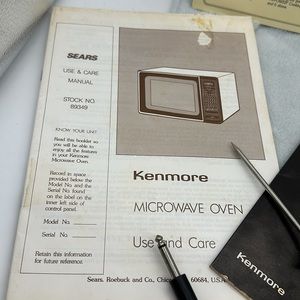 SEARS
USE & CARE
MANUAL
STOCK NO.
89349
KNOW YOUR UNIT
Read this booklet so
you will be able to
enjoy all the features
in your Kenmore
Microwave Oven.
Record in space
provided below the
Model No. and the
Serial No. found
on the label on the
inner left side of
control panel.
Model No.
Serial No.
Retain this information
for future reference.
Kenmore
MICROWAVE OVEN
Use and Care
Sears, Roebuck and Co., Chic 60684, U.S.A.
Kenmore